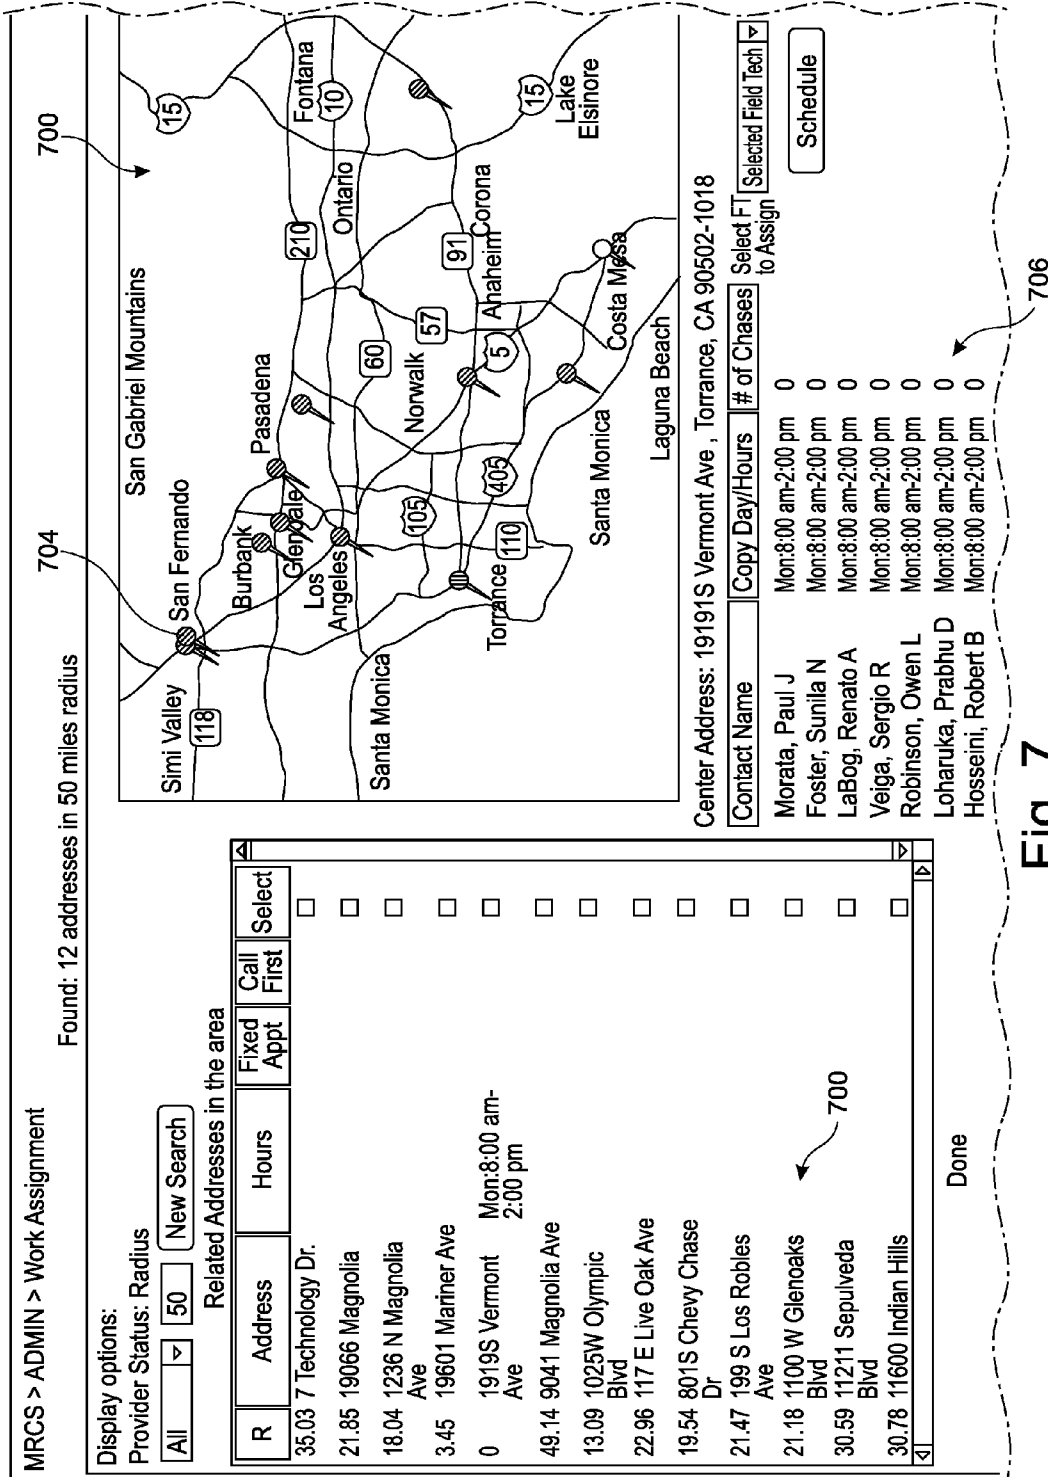 MRCS > ADMIN > Work Assignment
Found: 12 addresses in 50 miles radius
Display options:
Provider Status: Radius
All 50 New Search
Related Addresses in the area
R Address Hours Fixed Appt Call First Select
35.03 7 Technology Dr.
21.85 19066 Magnolia
18.04 1236 N Magnolia
Ave
3.45 19601 Mariner Ave
0 1919S Vermont Mon:8:00 am-
Ave 2:00 pm
49.14 9041 Magnolia Ave
13.09 1025W Olympic
Blvd
22.96 117 E Live Oak Ave
19.54 801S Chevy Chase
Dr
21.47 199 S Los Robles
Ave
21.18 1100 W Glenoaks
Blvd
30.59 11211 Sepulveda
Blvd
30.78 11600 Indian Hills
700
Done
704
700
San Gabriel Mountains
15
Simi Valley
118
San Fernando
Burbank
Glendale
Pasadena
210
Fontana
10
Los
Angeles
Ontario
Santa Monica
60
105
Norwalk
57
91
Anaheim
Corona
Torrance
110
405
5
15
Lake
Elsinore
Santa Monica
Costa Mesa
Laguna Beach
Center Address: 19191S Vermont Ave , Torrance, CA 90502-1018
Contact Name Copy Day/Hours # of Chases Select FT
to Assign Selected Field Tech
Schedule
Morata, Paul J Mon:8:00 am-2:00 pm 0
Foster, Sunila N Mon:8:00 am-2:00 pm 0
LaBog, Renato A Mon:8:00 am-2:00 pm 0
Veiga, Sergio R Mon:8:00 am-2:00 pm 0
Robinson, Owen L Mon:8:00 am-2:00 pm 0
Loharuka, Prabhu D Mon:8:00 am-2:00 pm 0
Hosseini, Robert B Mon:8:00 am-2:00 pm 0
706
Fig. 7